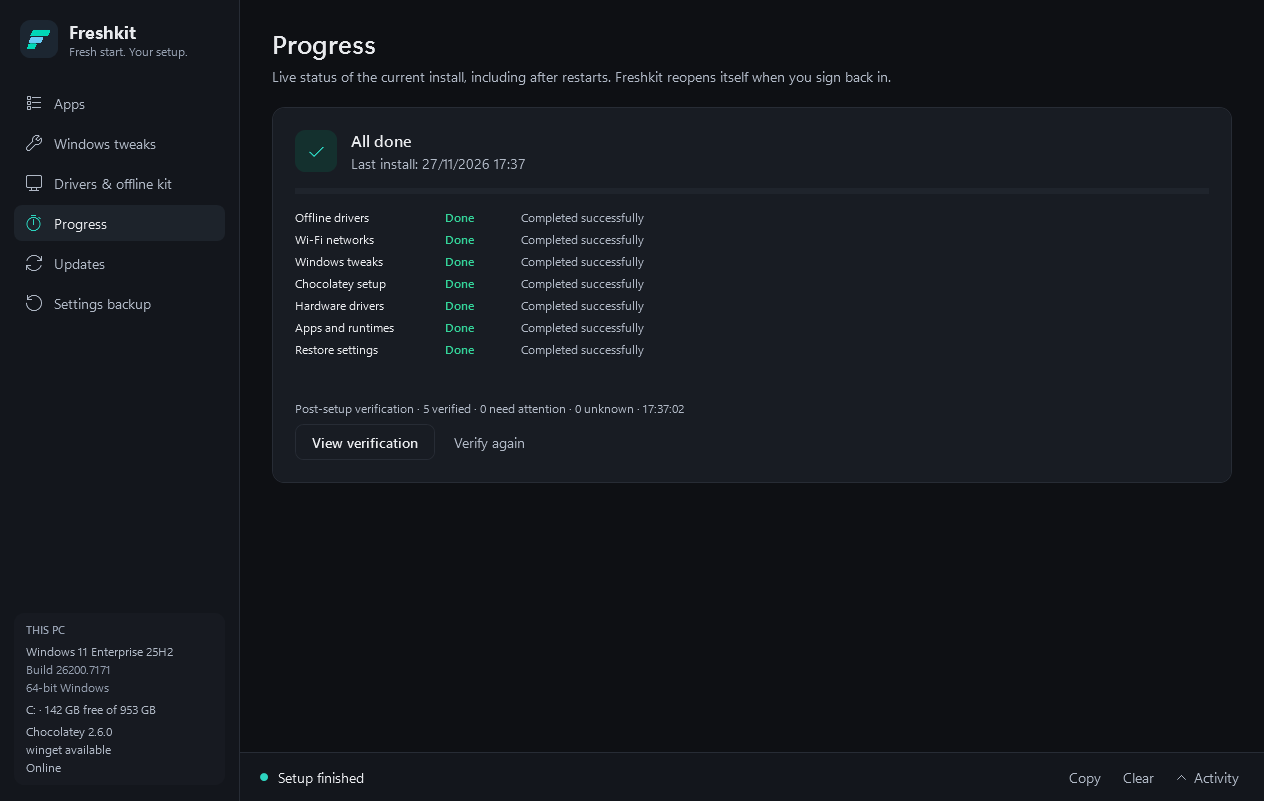 Freshkit
Fresh start. Your setup.
Apps
Windows tweaks
Drivers & offline kit
Progress
Updates
Settings backup
THIS PC
Windows 11 Enterprise 25H2
Build 26200.7171
64-bit Windows
C: · 142 GB free of 953 GB
Chocolatey 2.6.0
winget available
Online
Progress
Live status of the current install, including after restarts. Freshkit reopens itself when you sign back in.
All done
Last install: 27/11/2026 17:37
Offline drivers Done Completed successfully
Wi-Fi networks Done Completed successfully
Windows tweaks Done Completed successfully
Chocolatey setup Done Completed successfully
Hardware drivers Done Completed successfully
Apps and runtimes Done Completed successfully
Restore settings Done Completed successfully
Post-setup verification · 5 verified · 0 need attention · 0 unknown · 17:37:02
View verification Verify again
Setup finished Copy Clear Activity